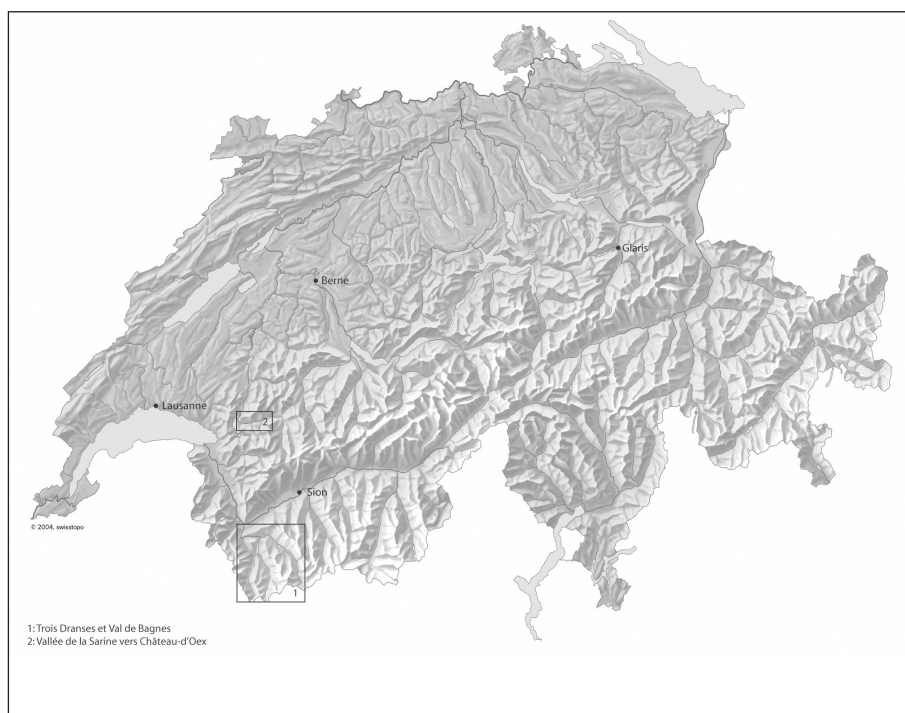 Glaris
Berne
Lausanne
2
Sion
© 2004, swisstopo
1
1: Trois Dranses et Val de Bagnes
2: Vallée de la Sarine vers Château-d'Oex